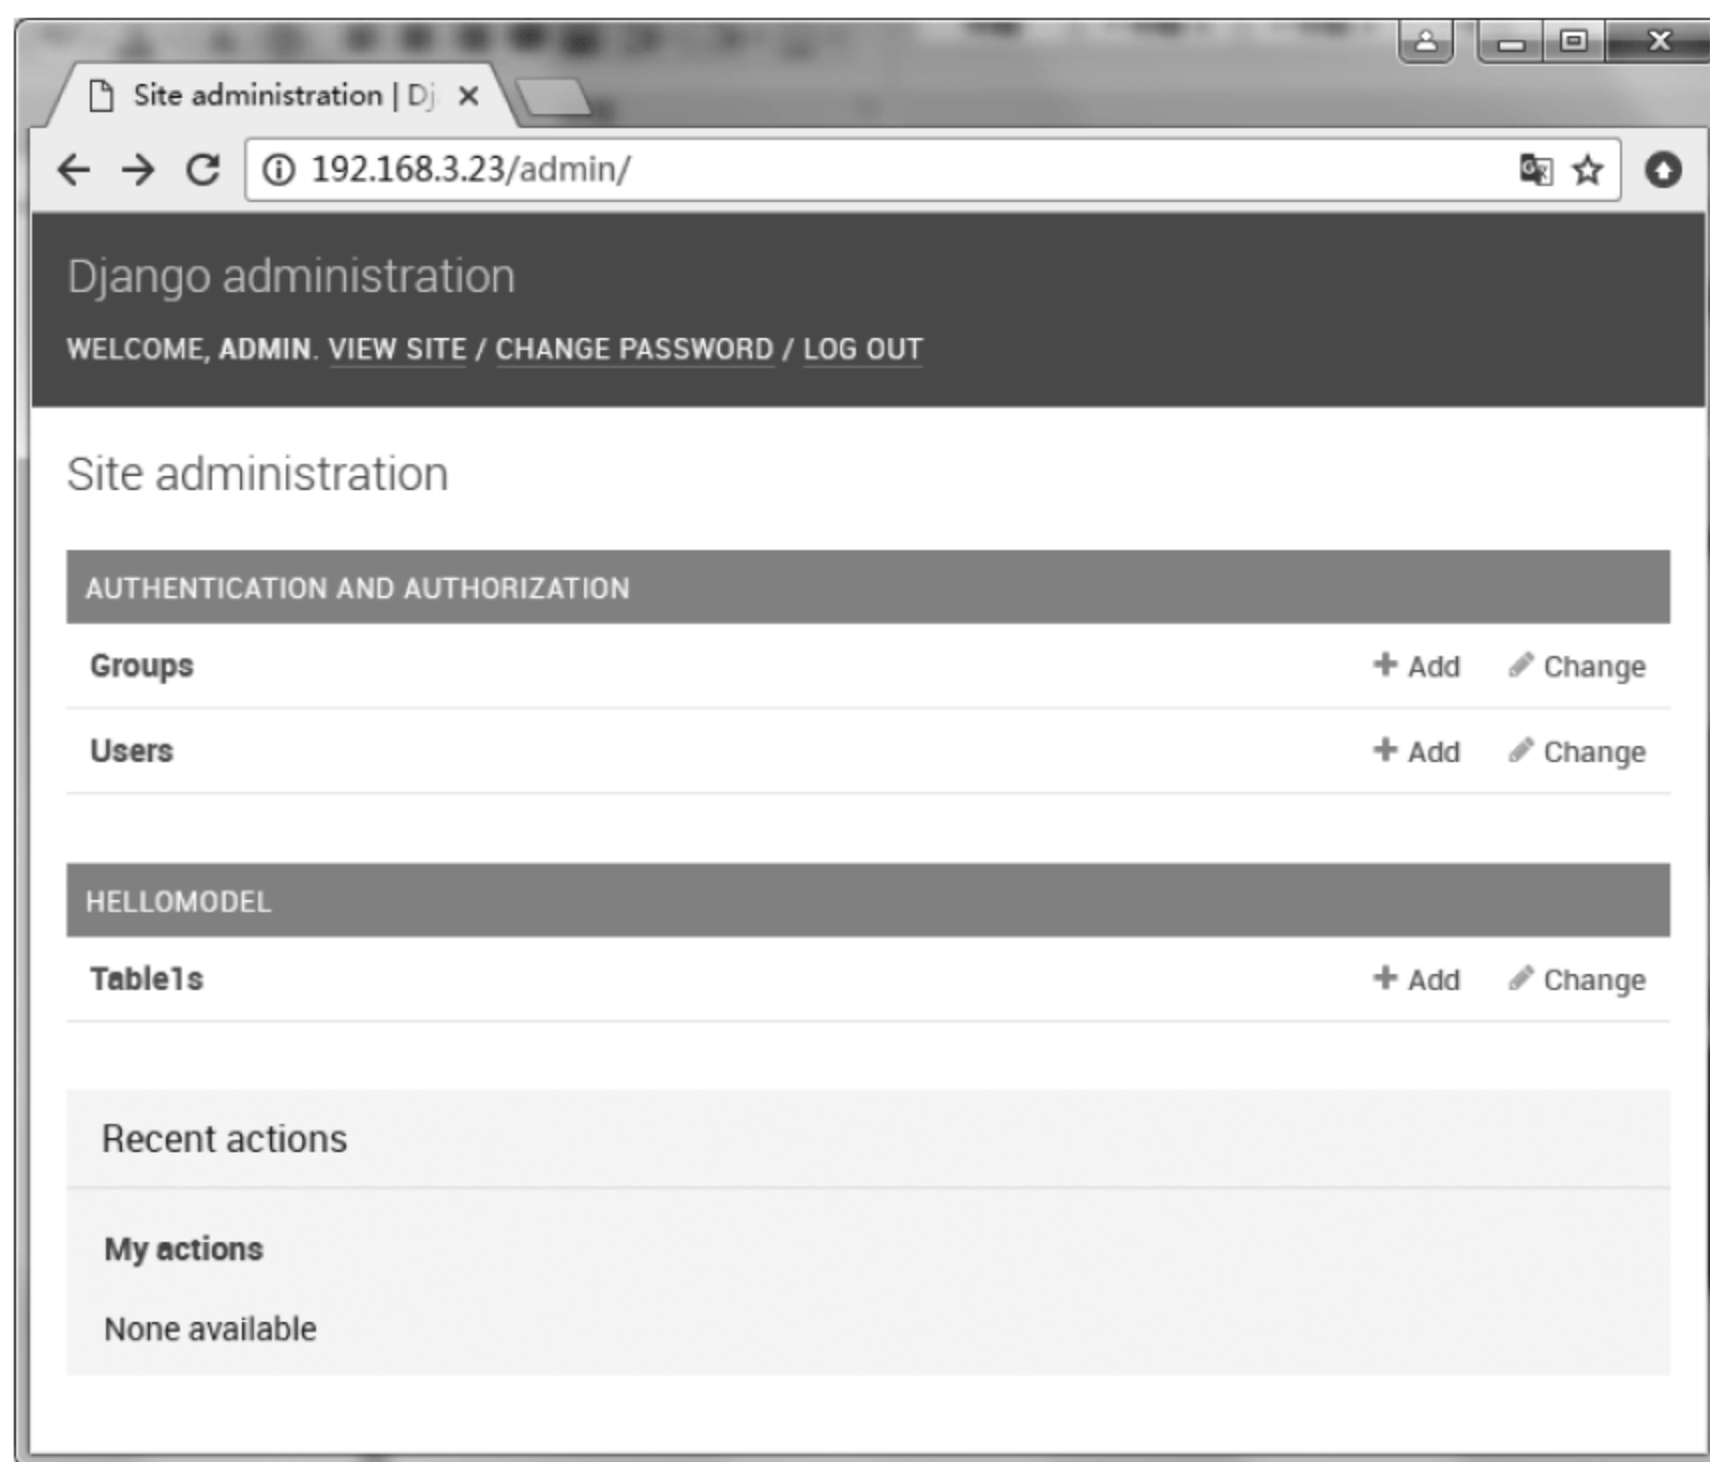 Site administration | Dj
192.168.3.23/admin/
Django administration
WELCOME, ADMIN. VIEW SITE / CHANGE PASSWORD / LOG OUT
Site administration
AUTHENTICATION AND AUTHORIZATION
Groups + Add Change
Users + Add Change
HELLOMODEL
Table1s + Add Change
Recent actions
My actions
None available